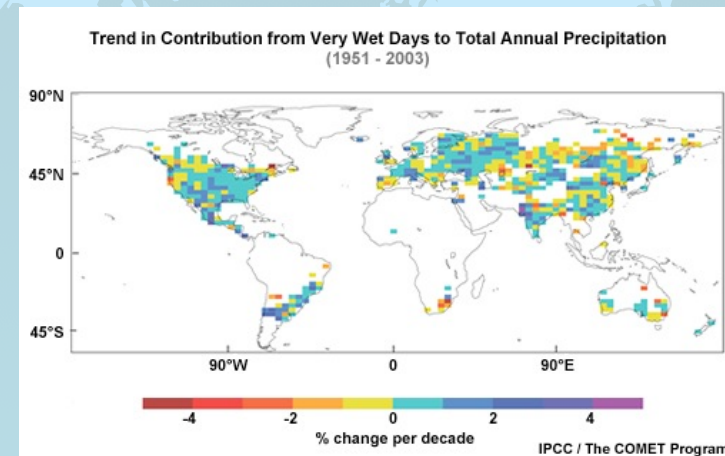 Trend in Contribution from Very Wet Days to Total Annual Precipitation
(1951 - 2003)
90°N
45°N
0
45°S
90°W 0 90°E
-4 -2 0 2 4
% change per decade
IPCC / The COMET Program